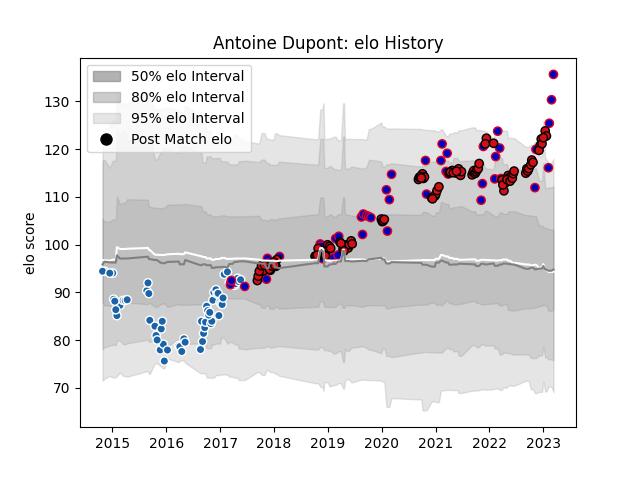 Antoine Dupont: elo History
50% elo Interval
80% elo Interval
95% elo Interval
Post Match elo
elo score
130
120
110
100
90
80
70
2015 2016 2017 2018 2019 2020 2021 2022 2023